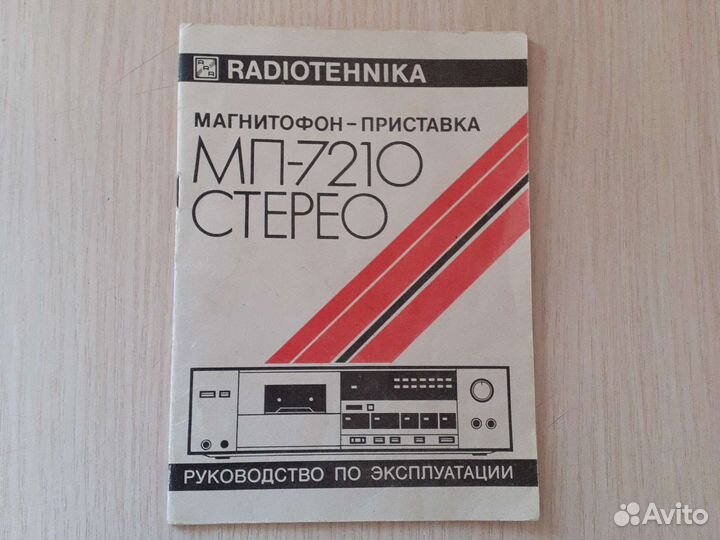 RADIOTEHNIKA
МАГНИТОФОН-ПРИСТАВКА
МП-7210
СТЕРЕО
РУКОВОДСТВО ПО ЭКСПЛУАТАЦИИ
Avito